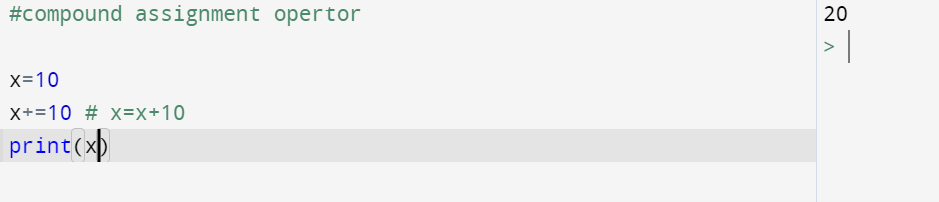 #compound assignment opertor
x=10
x+=10 # x=x+10
print(x)
20
>